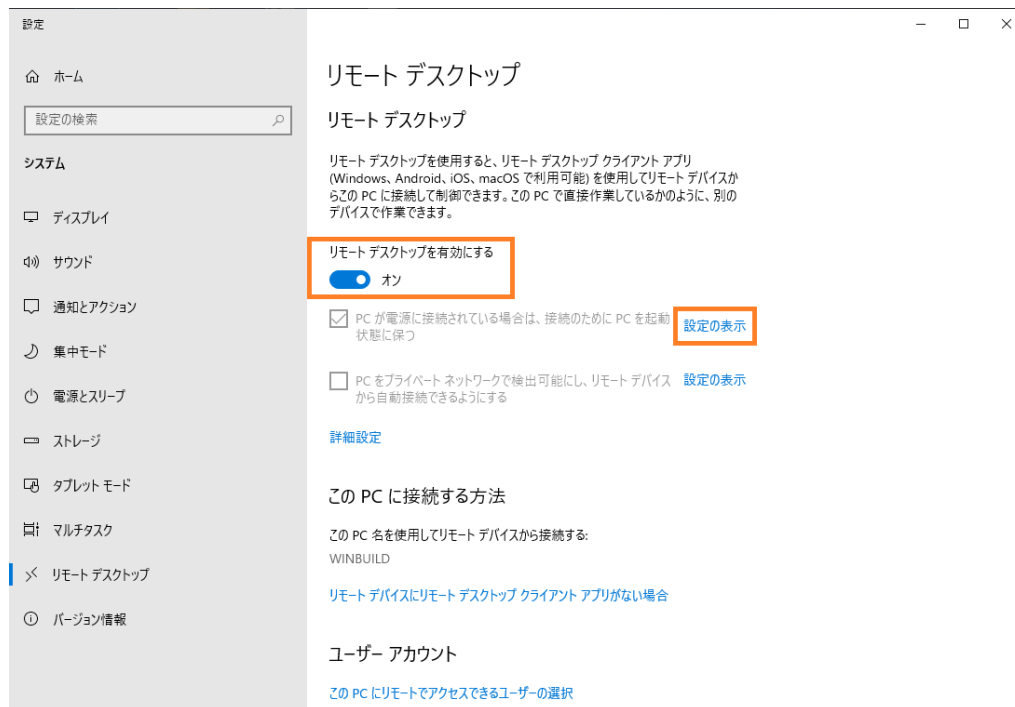 設定
ホーム
設定の検索
システム
ディスプレイ
サウンド
通知とアクション
集中モード
電源とスリープ
ストレージ
タブレット モード
マルチタスク
リモート デスクトップ
バージョン情報
リモート デスクトップ
リモート デスクトップ
リモート デスクトップを使用すると、リモート デスクトップ クライアント アプリ
(Windows、Android、iOS、macOS で利用可能) を使用してリモート デバイスか
らこの PC に接続して制御できます。この PC で直接作業しているかのように、別の
デバイスで作業できます。
リモート デスクトップを有効にする
オン
PC が電源に接続されている場合は、接続のために PC を起動
状態に保つ
設定の表示
PC をプライベート ネットワークで検出可能にし、リモート デバイス
から自動接続できるようにする
設定の表示
詳細設定
この PC に接続する方法
この PC 名を使用してリモート デバイスから接続する:
WINBUILD
リモート デバイスにリモート デスクトップ クライアント アプリがない場合
ユーザー アカウント
この PC にリモートでアクセスできるユーザーの選択